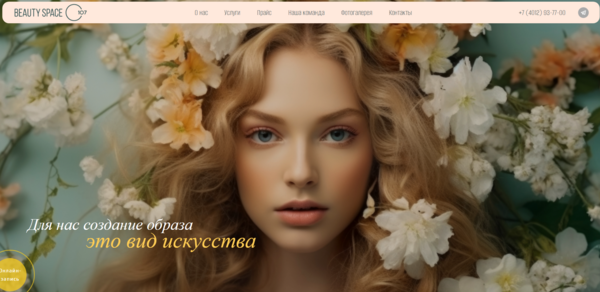 BEAUTY SPACE 107
О нас Услуги Прайс Наша команда Фотогалерея Контакты
+7 (4012) 93-77-00
Для нас создание образа
это вид искусства
Онлайн-
запись